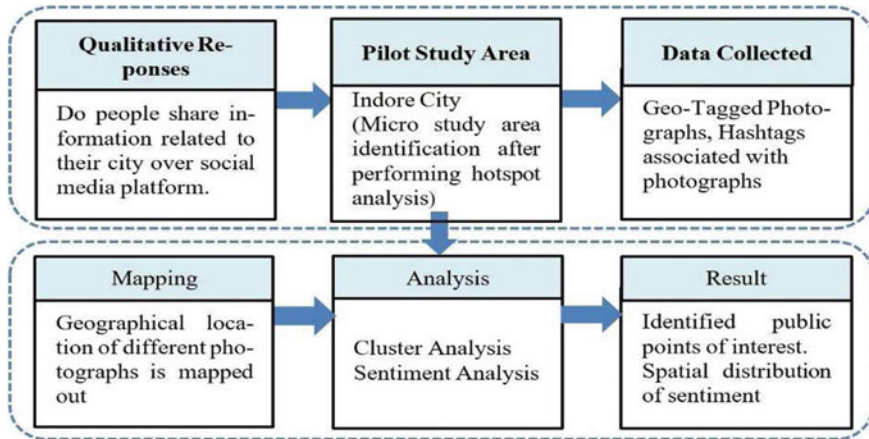 Qualitative Re-
ponses
Do people share in-
formation related to
their city over social
media platform.
Pilot Study Area
Indore City
(Micro study area
identification after
performing hotspot
analysis)
Data Collected
Geo-Tagged Photo-
graphs, Hashtags
associated with
photographs
Mapping
Geographical loca-
tion of different pho-
tographs is mapped
out
Analysis
Cluster Analysis
Sentiment Analysis
Result
Identified public
points of interest.
Spatial distribution
of sentiment